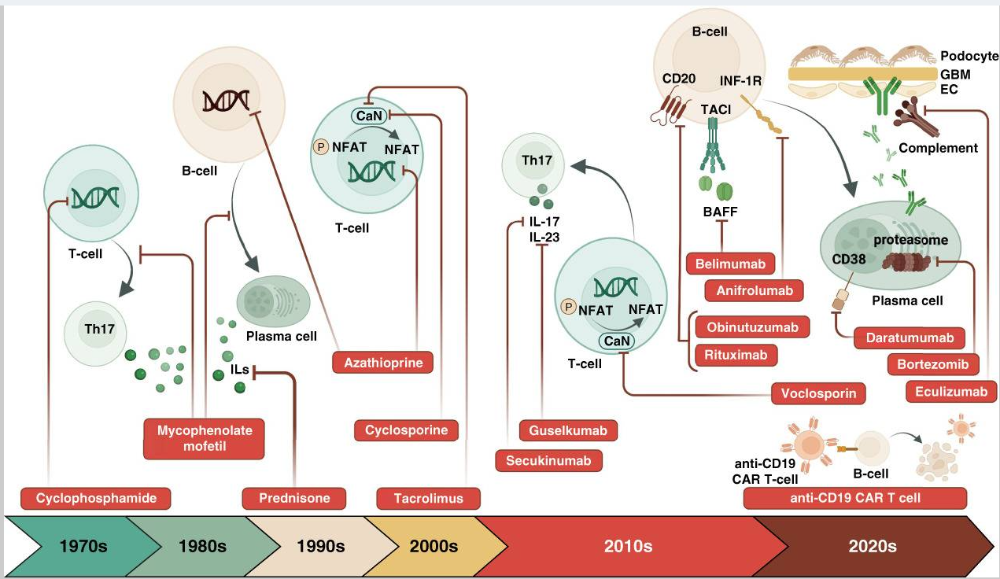 B-cell
CD20
INF-1R
TACI
BAFF
Podocyte
GBM
EC
Complement
B-cell
CaN
P
NFAT
NFAT
T-cell
Th17
IL-17
IL-23
T-cell
Th17
Plasma cell
ILs
P
NFAT
NFAT
CaN
T-cell
proteasome
CD38
Plasma cell
Belimumab
Anifrolumab
Obinutuzumab
Rituximab
Daratumumab
Bortezomib
Eculizumab
Voclosporin
Azathioprine
Mycophenolate
mofetil
Cyclosporine
Guselkumab
Secukinumab
anti-CD19
CAR T-cell
B-cell
Cyclophosphamide
Prednisone
Tacrolimus
anti-CD19 CAR T cell
1970s
1980s
1990s
2000s
2010s
2020s